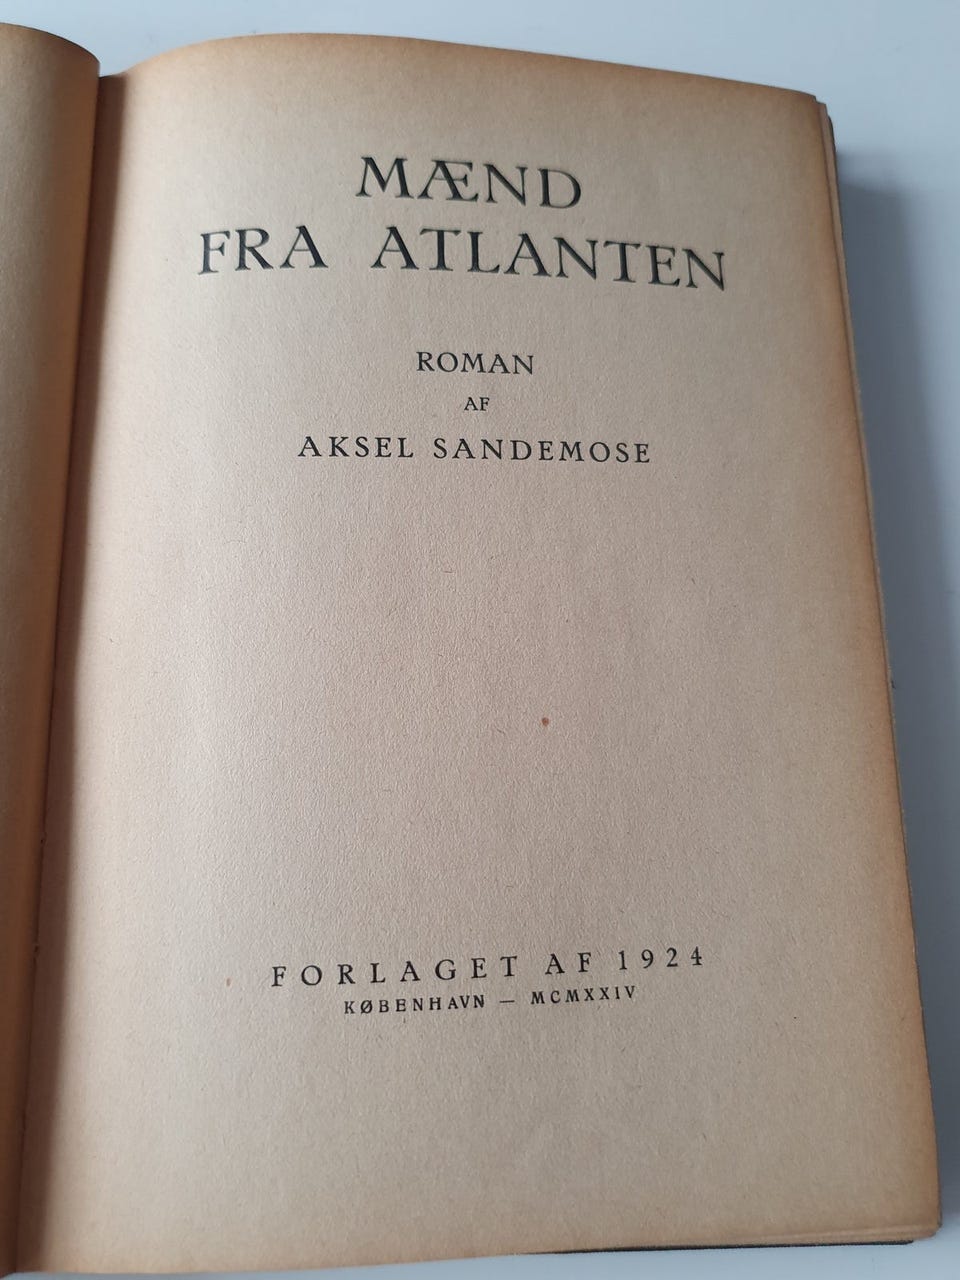 MÆND
FRA ATLANTEN
ROMAN
AF
AKSEL SANDEMOSE
FORLAGET AF 1924
KØBENHAVN — MCMXXIV